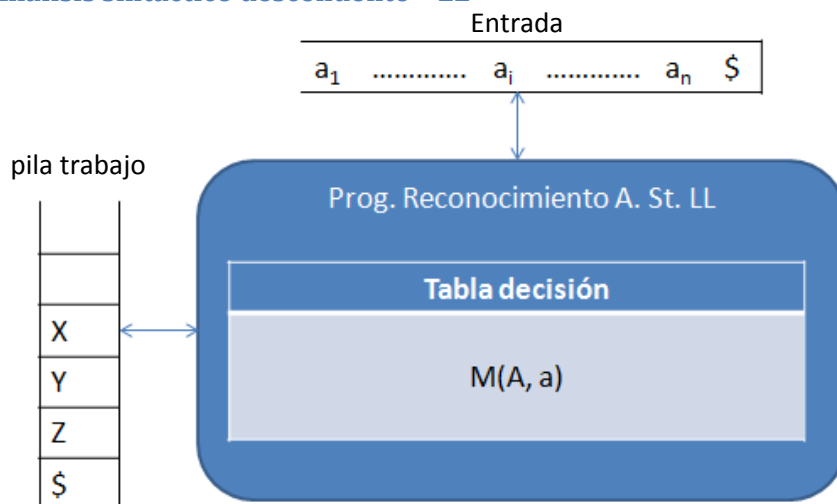 Entrada
a1 ............. ai ............. an $
pila trabajo
Prog. Reconocimiento A. St. LL
Tabla decisión
X
M(A, a)
Y
Z
$